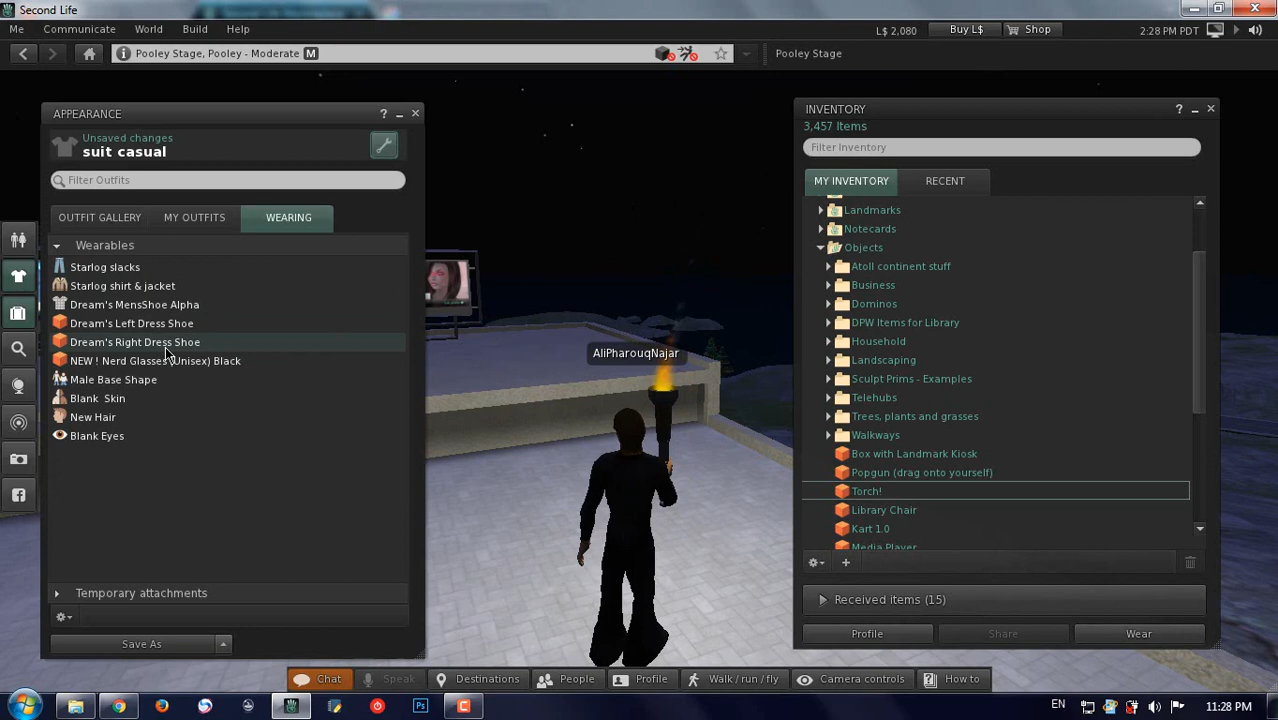 Second Life
Me Communicate World Build Help
L$ 2,080 Buy L$ Shop 2:28 PM PDT
Pooley Stage, Pooley - Moderate M Pooley Stage
APPEARANCE ?
Unsaved changes
suit casual
Filter Outfits
OUTFIT GALLERY MY OUTFITS WEARING
Wearables
Starlog slacks
Starlog shirt & jacket
Dream's MensShoe Alpha
Dream's Left Dress Shoe
Dream's Right Dress Shoe
NEW ! Nerd Glasses (Unisex) Black
Male Base Shape
Blank Skin
New Hair
Blank Eyes
Temporary attachments
Save As
AliPharouqNajar
INVENTORY ?
3,457 Items
Filter Inventory
MY INVENTORY RECENT
Landmarks
Notecards
Objects
Atoll continent stuff
Business
Dominos
DPW Items for Library
Household
Landscaping
Sculpt Prims - Examples
Telehubs
Trees, plants and grasses
Walkways
Box with Landmark Kiosk
Popgun (drag onto yourself)
Torch!
Library Chair
Kart 1.0
Media Player
Received items (15)
Profile Share Wear
Chat Speak Destinations People Profile Walk / run / fly Camera controls How to
EN 11:28 PM